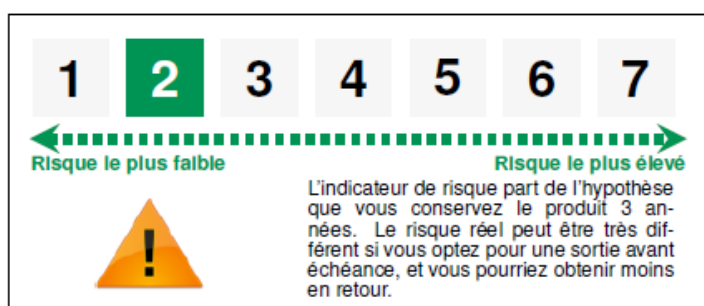 1 2 3 4 5 6 7
Risque le plus faible Risque le plus élevé
L'indicateur de risque part de l'hypothèse
que vous conservez le produit 3 an-
nées. Le risque réel peut être très dif-
férent si vous optez pour une sortie avant
échéance, et vous pourriez obtenir moins
en retour.
!